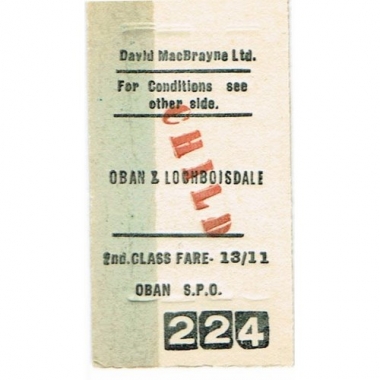 David MacBrayne Ltd.
For Conditions see
other side.
CHILD
OBAN & LOCHBOISDALE
2nd. CLASS FARE- 13/11
OBAN S.P.O.
224